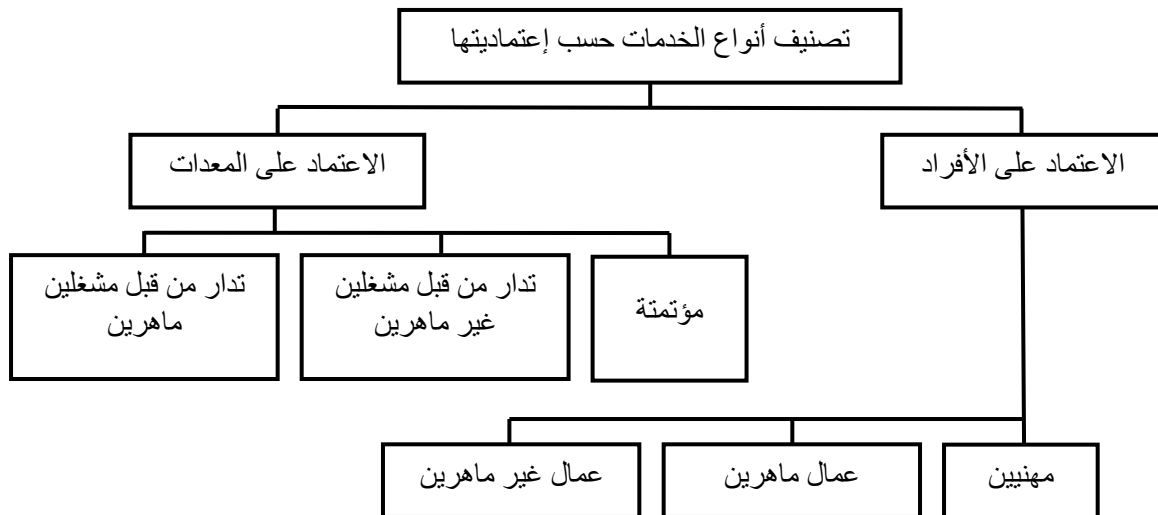 تصنيف أنواع الخدمات حسب إعتماديتها
الاعتماد على الأفراد
الاعتماد على المعدات
مؤتمتة
تدار من قبل مشغلين
غير ماهرين
تدار من قبل مشغلين
ماهرين
مهنيين
عمال ماهرين
عمال غير ماهرين